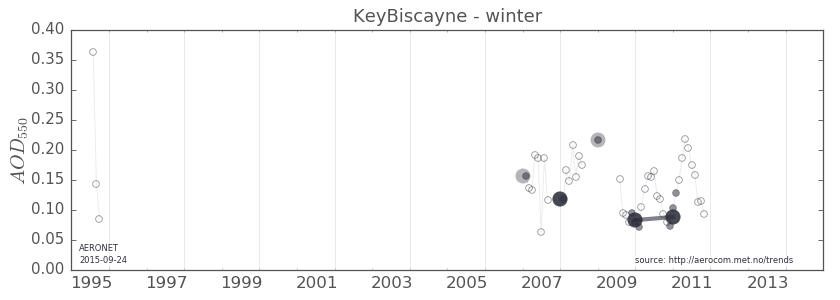 KeyBiscayne - winter
0.40
0.35
0.30
0.25
0.20
0.15
0.10
0.05
0.00
AOD550
AERONET
2015-09-24
source: http://aerocom.met.no/trends
1995 1997 1999 2001 2003 2005 2007 2009 2011 2013